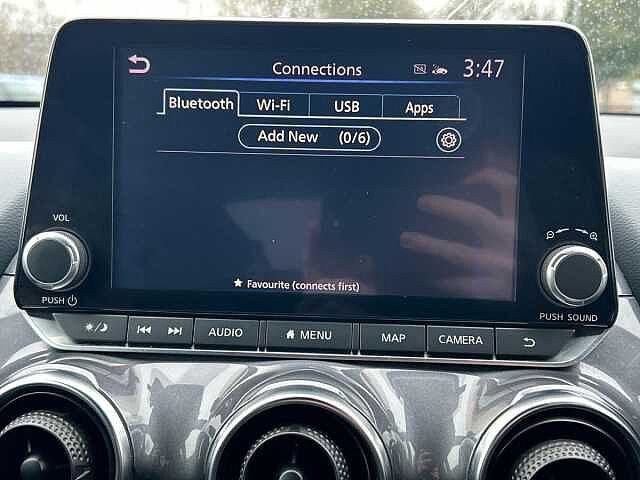 Connections 3:47
Bluetooth Wi-Fi USB Apps
Add New (0/6)
VOL
PUSH
★ Favourite (connects first)
PUSH SOUND
AUDIO MENU MAP CAMERA